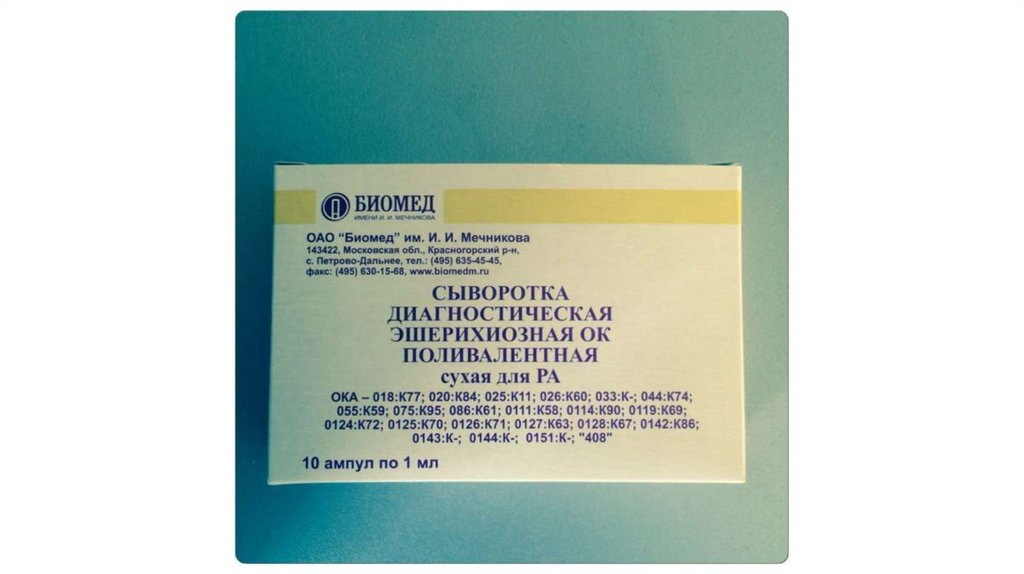 БИОМЕД
ИМЕНИ И. И. МЕЧНИКОВА
ОАО "Биомед" им. И. И. Мечникова
143422, Московская обл., Красногорский р-н,
с. Петрово-Дальнее, тел.: (495) 635-45-45,
факс: (495) 630-15-68, www.biomedm.ru
СЫВОРОТКА
ДИАГНОСТИЧЕСКАЯ
ЭШЕРИХИОЗНАЯ ОК
ПОЛИВАЛЕНТНАЯ
сухая для РА
ОКА – 018:К77; 020:К84; 025:К11; 026:К60; 033:К-; 044:К74;
055:К59; 075:К95; 086:К61; 0111:К58; 0114:К90; 0119:К69;
0124:К72; 0125:К70; 0126:К71; 0127:К63; 0128:К67; 0142:К86;
0143:К-; 0144:К-; 0151:К-; "408"
10 ампул по 1 мл